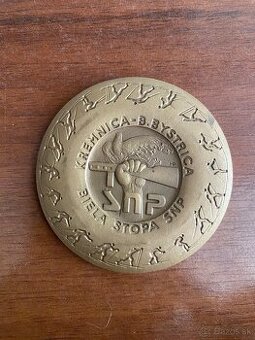 KREMNICA - B. BYSTRICA
SNP
BIELA STOPA SNP